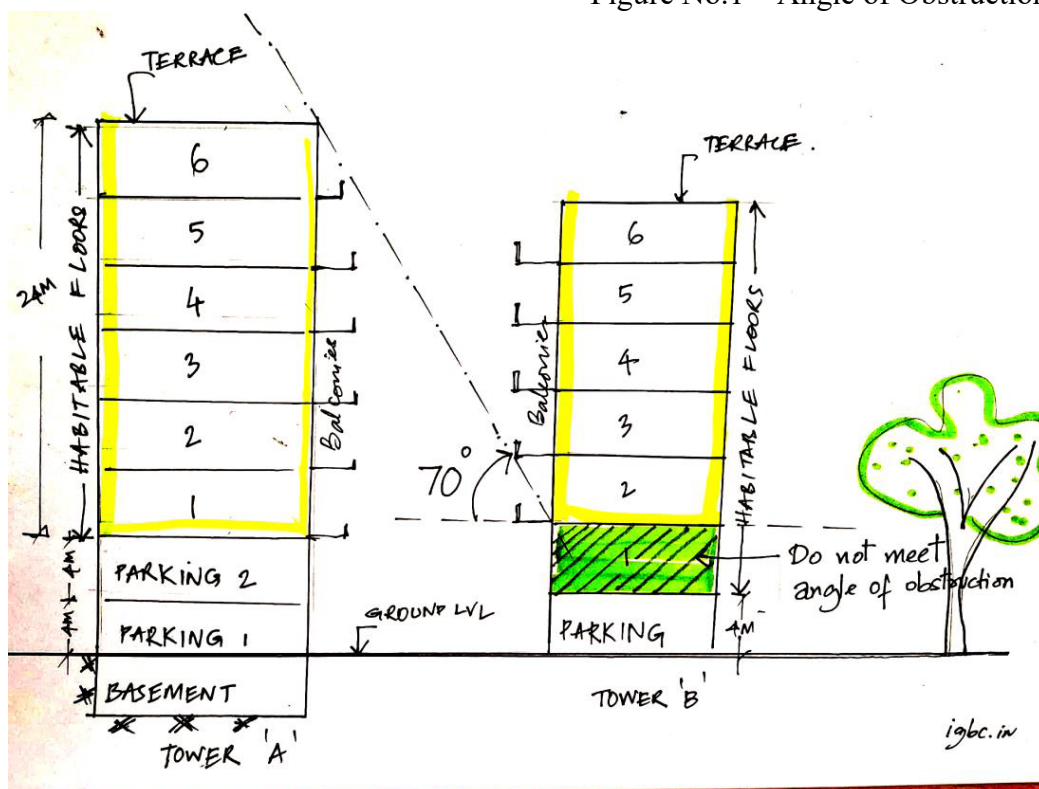 Figure No.1 – Angle of Obstruction
TERRACE
6
5
4
3
2
1
PARKING 2
PARKING 1
BASEMENT
TOWER 'A'
24M
HABITABLE FLOORS
4M
4M
Balconies
GROUND LVL
70°
TERRACE.
6
5
4
3
2
1
PARKING
TOWER 'B'
Balconies
HABITABLE FLOORS
4M
Do not meet
angle of obstruction
igbc.in